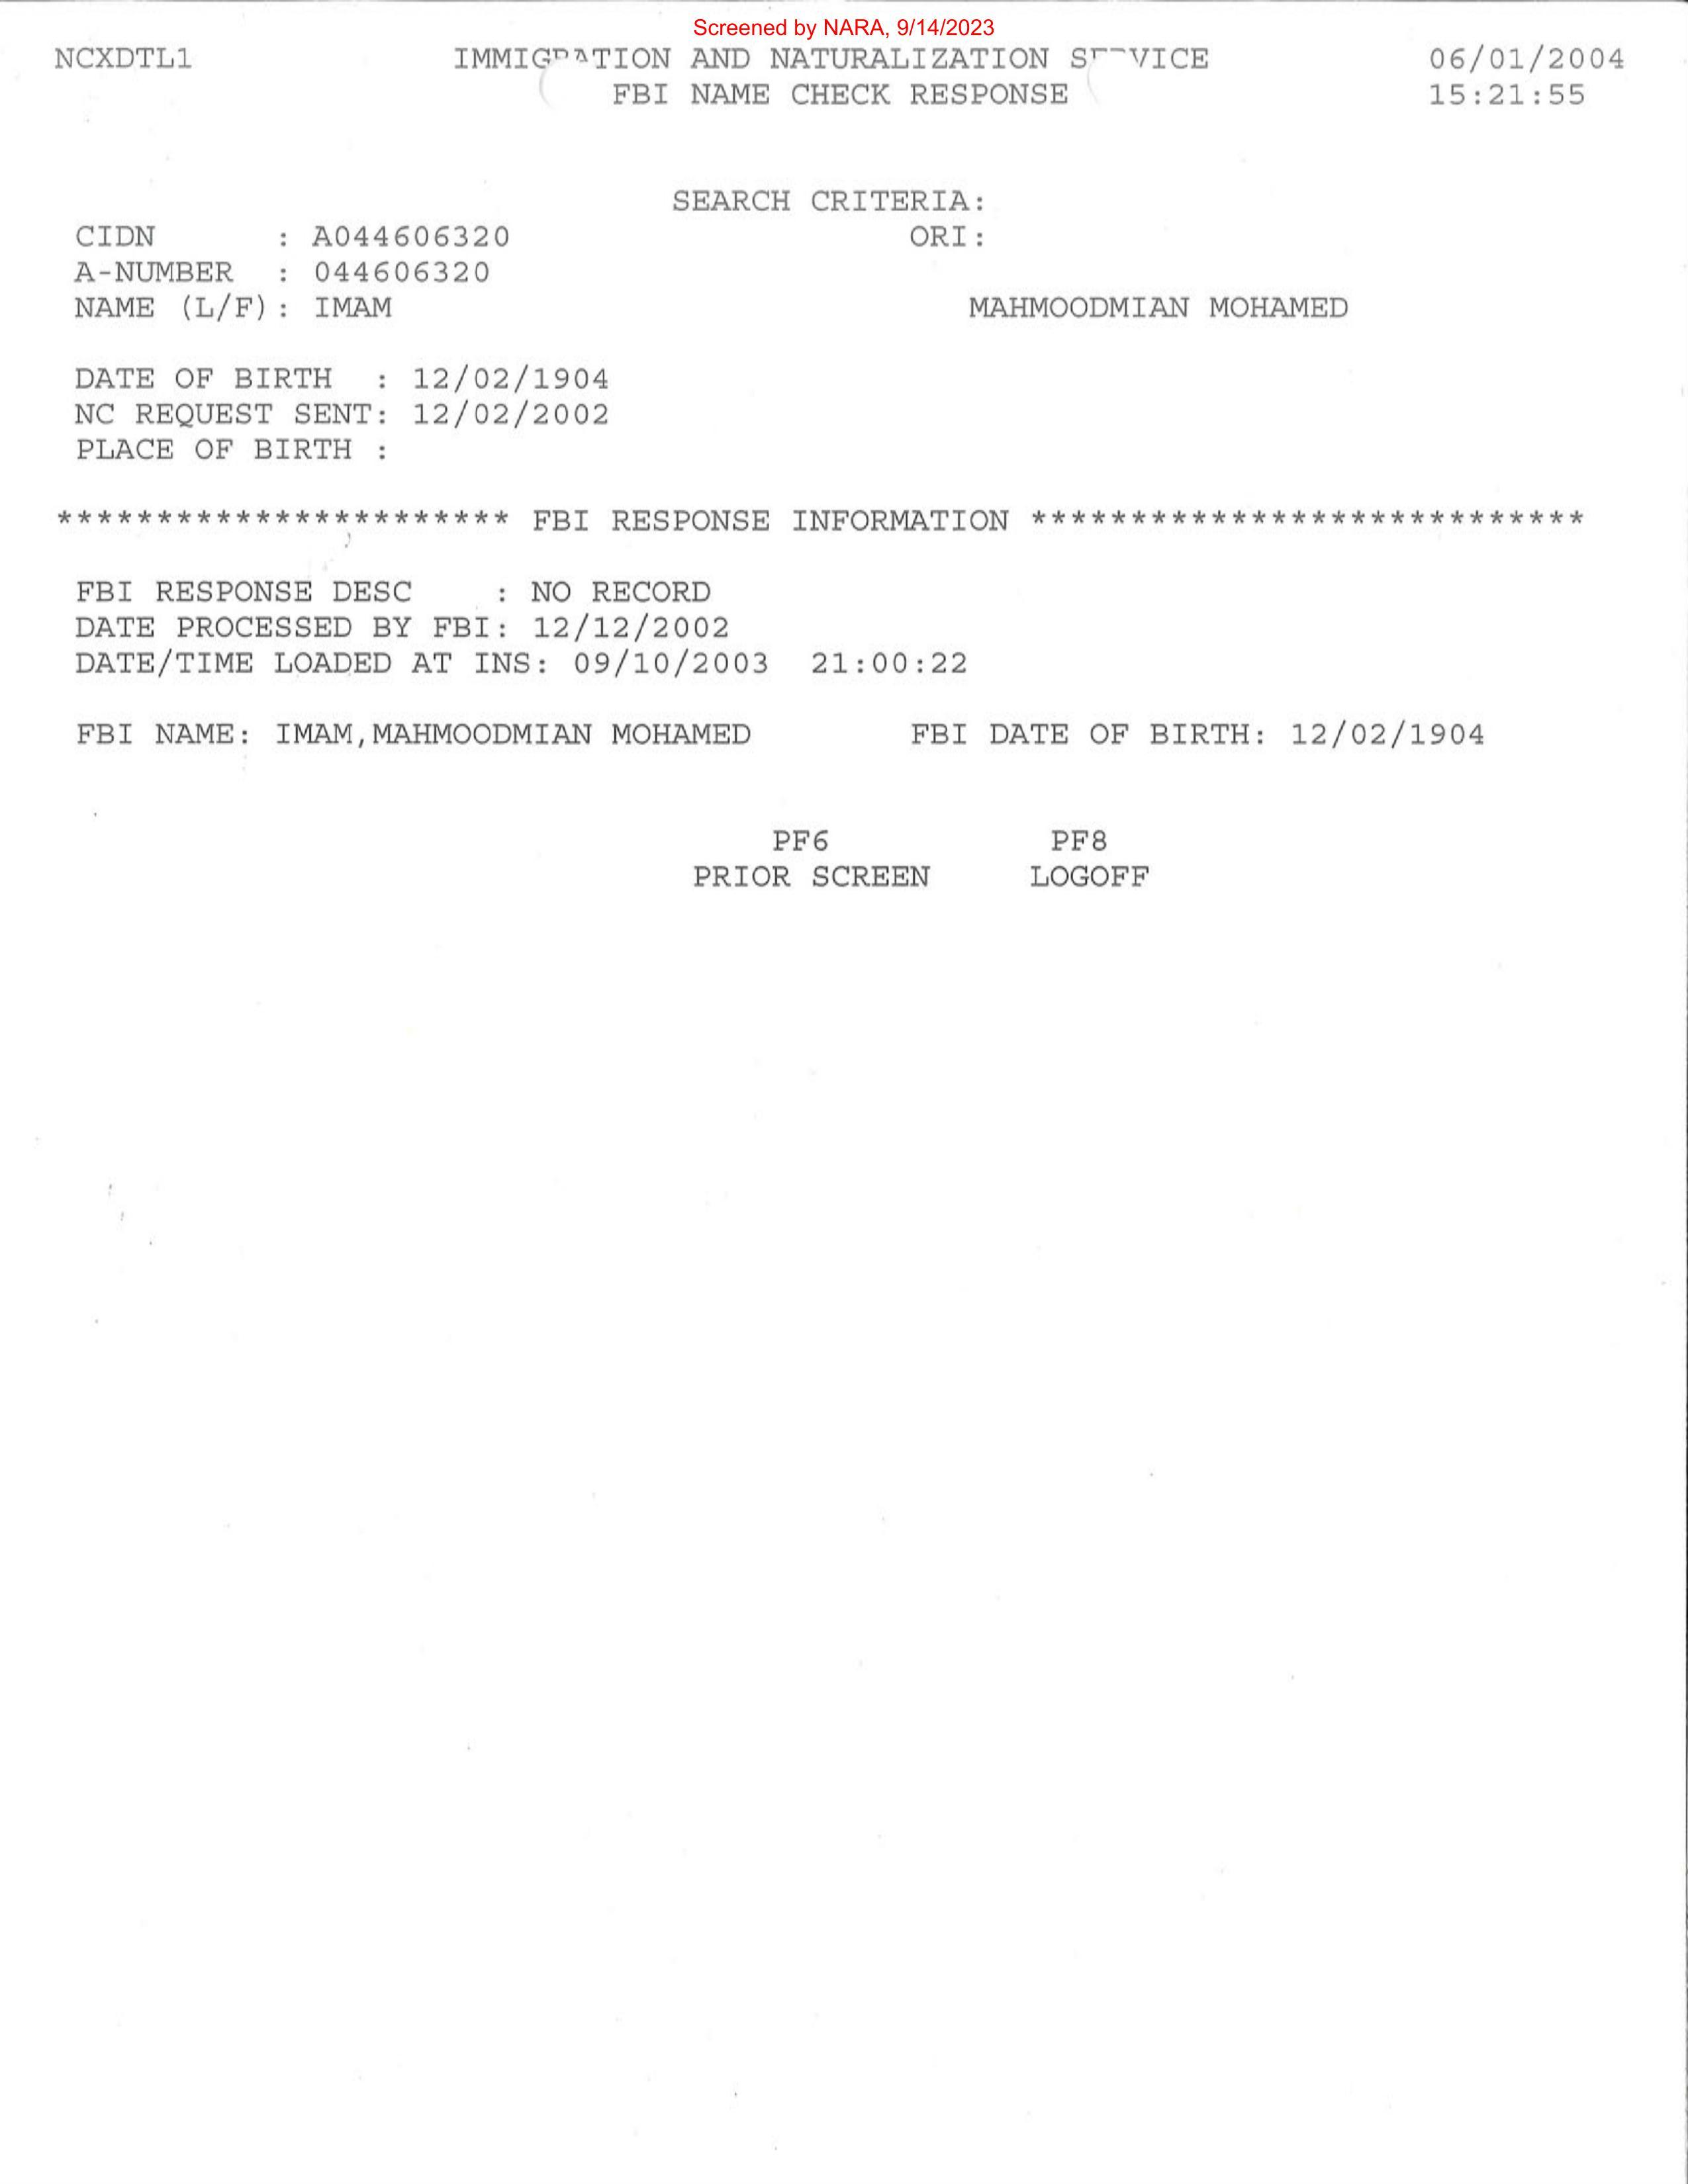 Screened by NARA, 9/14/2023
NCXDTL1 IMMIGRATION AND NATURALIZATION SERVICE 06/01/2004
FBI NAME CHECK RESPONSE 15:21:55
SEARCH CRITERIA:
CIDN : A044606320 ORI:
A-NUMBER : 044606320
NAME (L/F): IMAM MAHMOODMIAN MOHAMED
DATE OF BIRTH : 12/02/1904
NC REQUEST SENT: 12/02/2002
PLACE OF BIRTH :
*********************** FBI RESPONSE INFORMATION ****************************
FBI RESPONSE DESC : NO RECORD
DATE PROCESSED BY FBI: 12/12/2002
DATE/TIME LOADED AT INS: 09/10/2003 21:00:22
FBI NAME: IMAM,MAHMOODMIAN MOHAMED FBI DATE OF BIRTH: 12/02/1904
PF6 PF8
PRIOR SCREEN LOGOFF